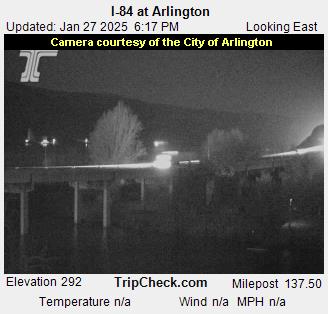 I-84 at Arlington
Updated: Jan 27 2025 6:17 PM Looking East
Camera courtesy of the City of Arlington
Elevation 292 TripCheck.com Milepost 137.50
Temperature n/a Wind n/a MPH n/a